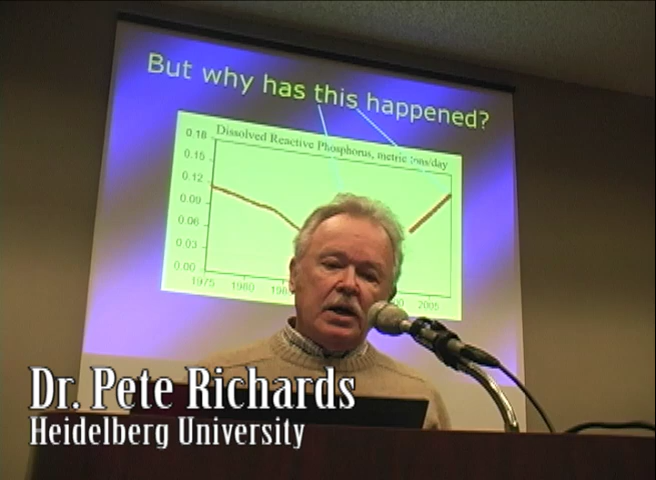 But why has this happened?
Dissolved Reactive Phosphorus, metric tons/day
0.18
0.15
0.12
0.09
0.06
0.03
0.00
1975 1980 2005
Dr. Pete Richards
Heidelberg University